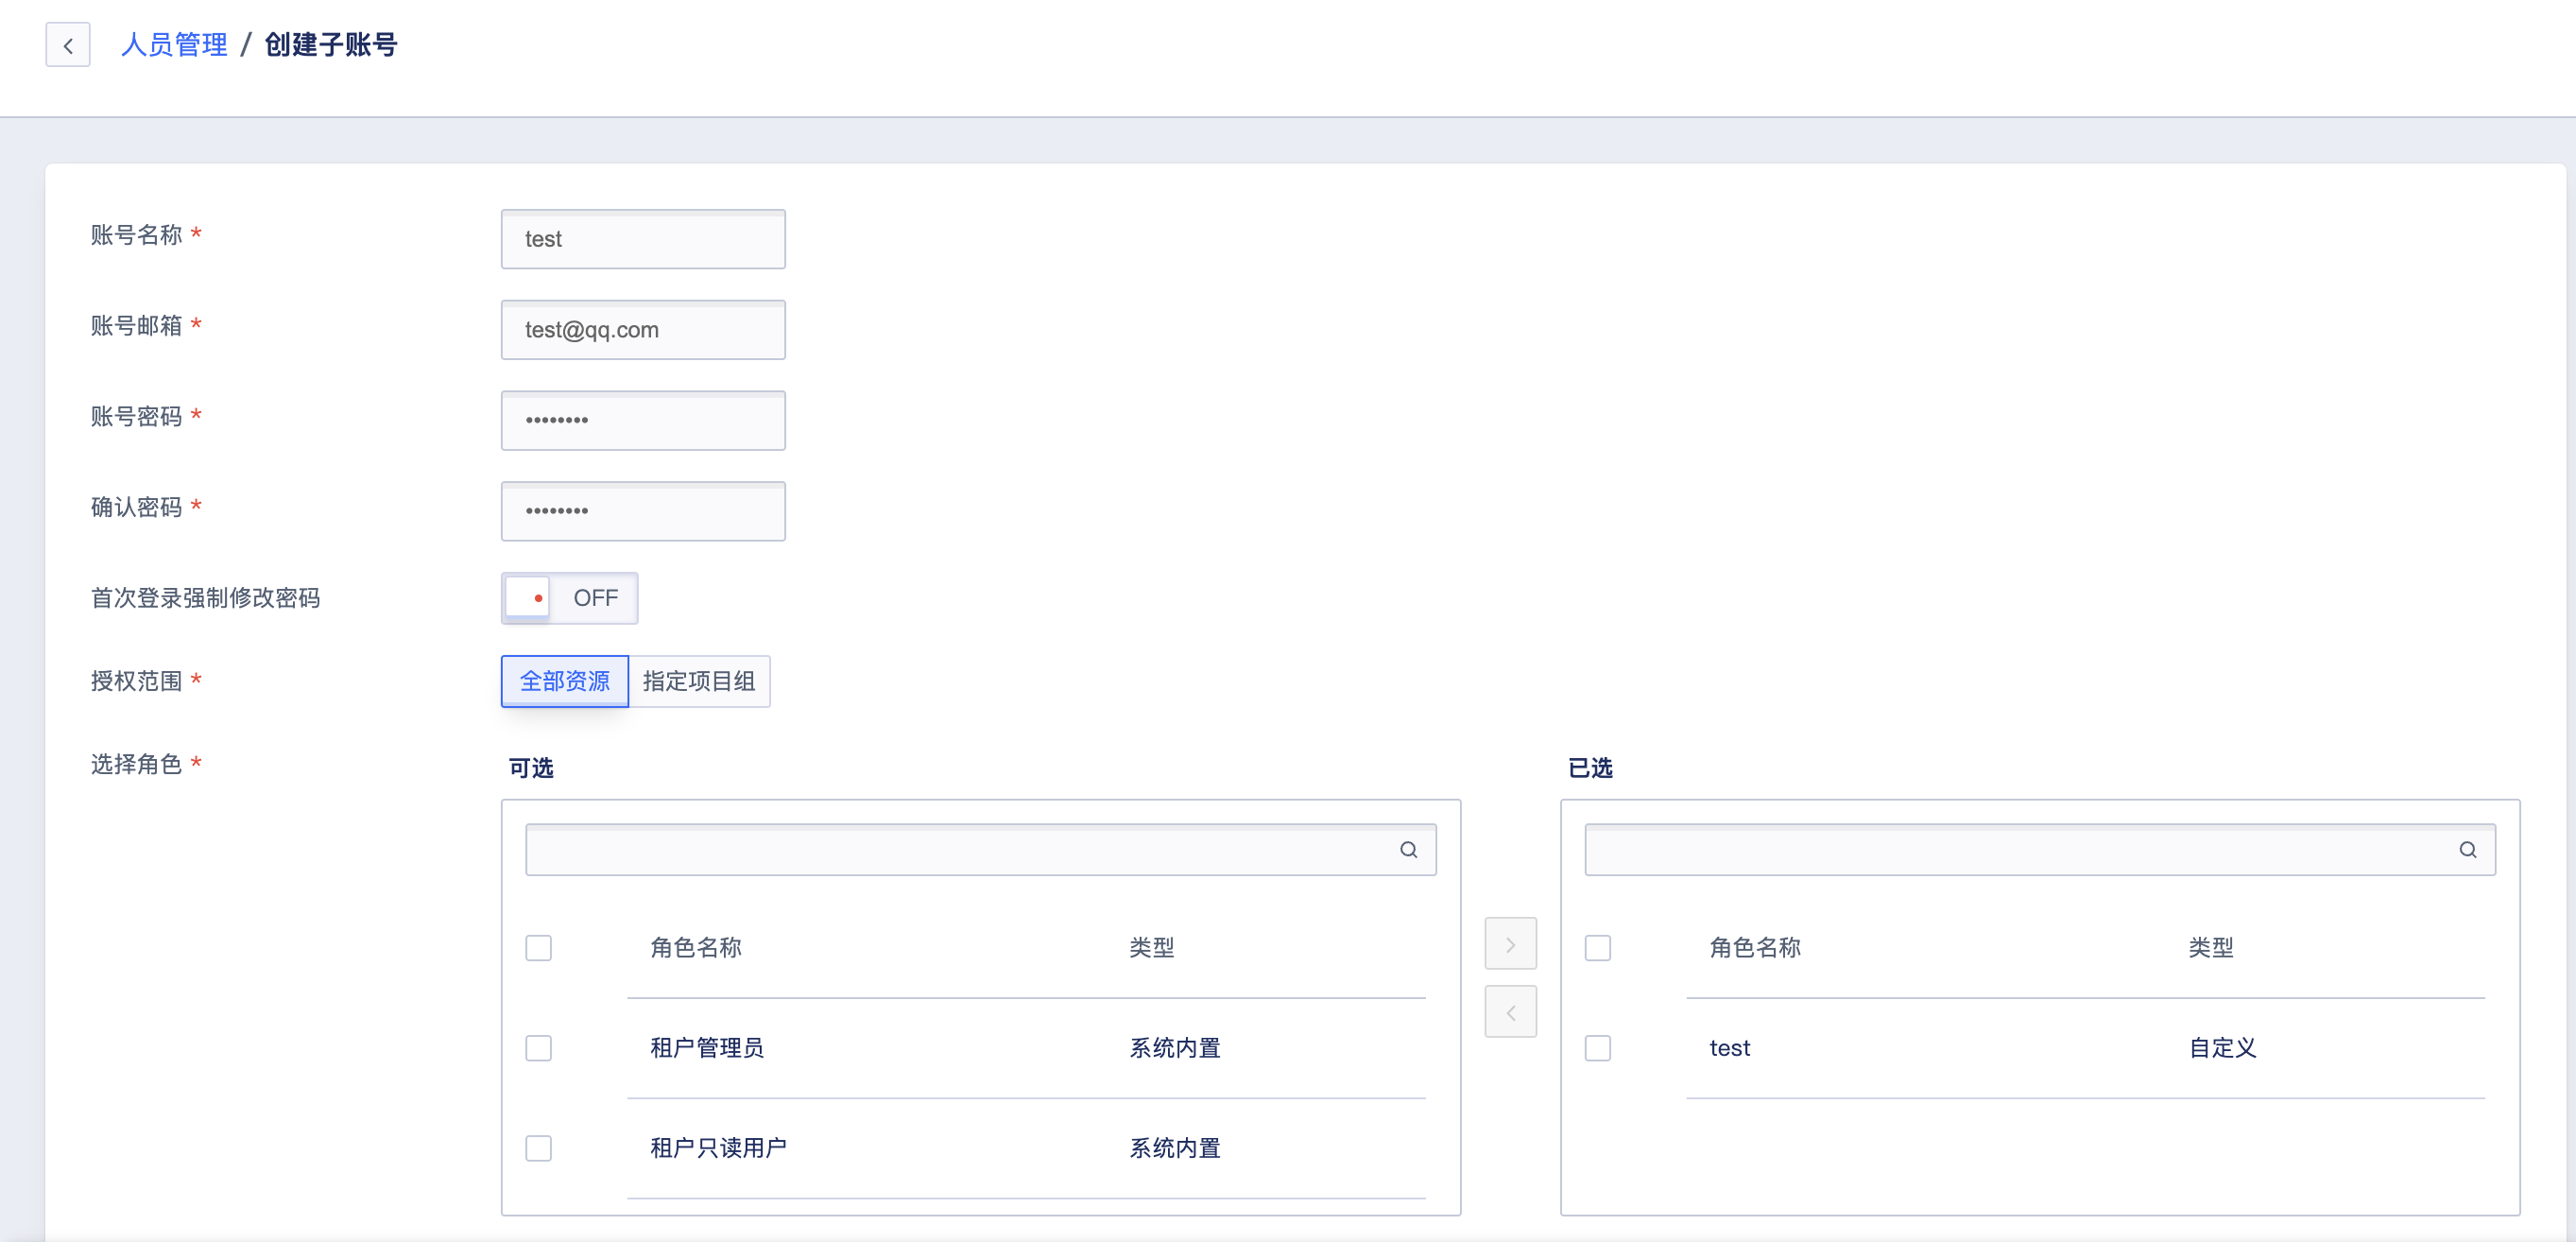 人员管理 / 创建子账号
账号名称 * test
账号邮箱 * test@qq.com
账号密码 * ••••••••
确认密码 * ••••••••
首次登录强制修改密码 OFF
授权范围 * 全部资源 指定项目组
选择角色 * 可选 已选
角色名称 类型 角色名称 类型
租户管理员 系统内置 test 自定义
租户只读用户 系统内置